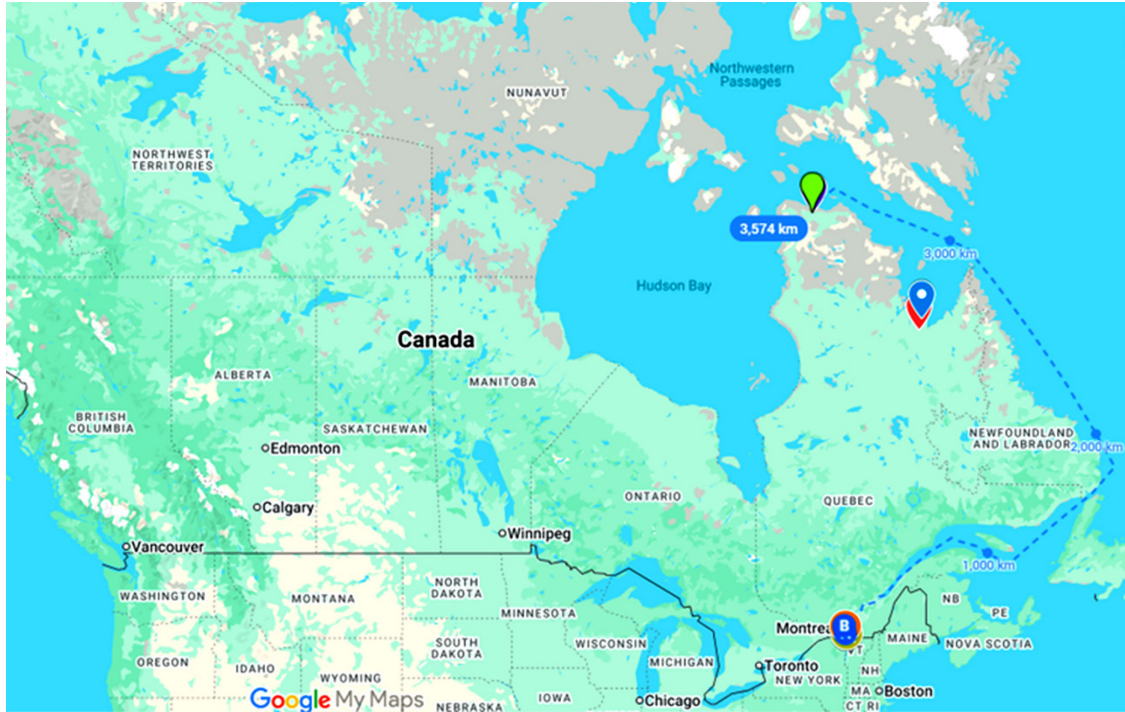 Northwestern
Passages
NUNAVUT
NORTHWEST
TERRITORIES
3,574 km
3,000 km
Hudson Bay
Canada
ALBERTA
MANITOBA
BRITISH
COLUMBIA
SASKATCHEWAN
NEWFOUNDLAND
AND LABRADOR
2,000 km
Edmonton
ONTARIO
QUEBEC
Calgary
Winnipeg
Vancouver
1,000 km
WASHINGTON
NORTH
DAKOTA
MONTANA
MINNESOTA
NB
PE
B
Montrea
VT
MAINE
NOVA SCOTIA
SOUTH
DAKOTA
WISCONSIN
OREGON
IDAHO
MICHIGAN
Toronto
NH
WYOMING
NEW YORK
MA
Boston
Google My Maps
NEBRASKA
IOWA
Chicago
CT RI